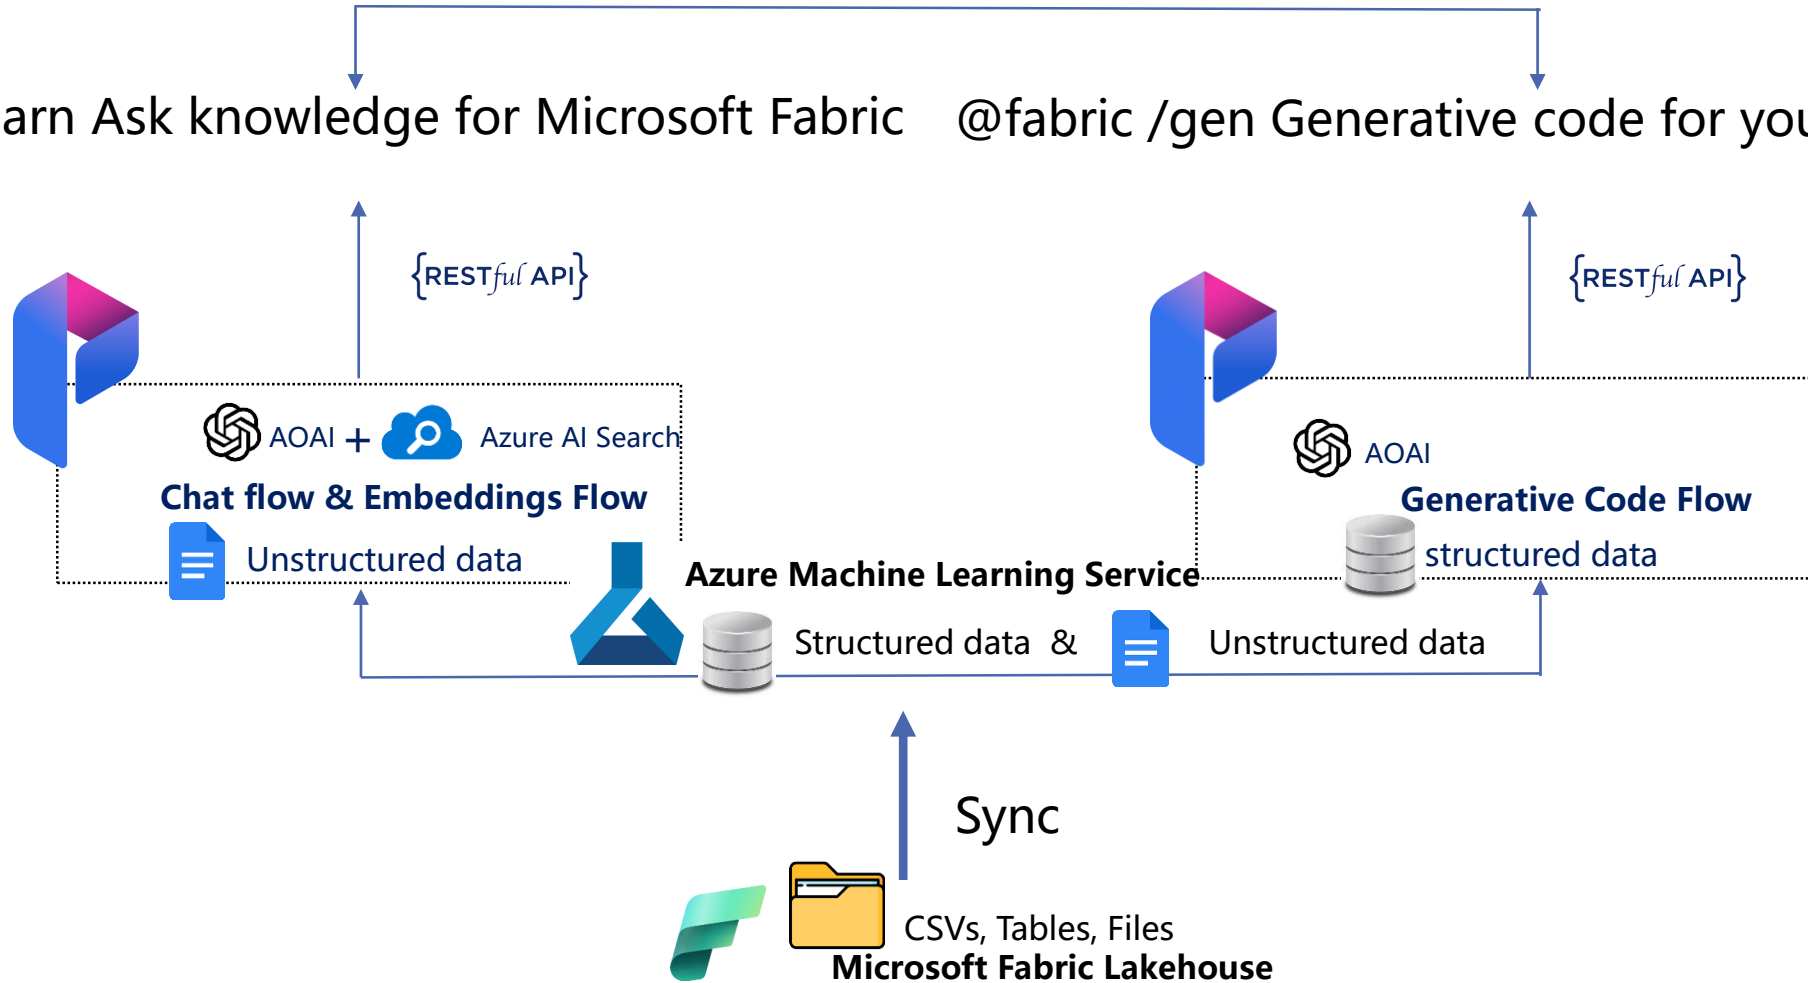 arn Ask knowledge for Microsoft Fabric
@fabric /gen Generative code for you
{RESTful API}
{RESTful API}
AOAI + Azure AI Search
Chat flow & Embeddings Flow
Unstructured data
AOAI
Generative Code Flow
structured data
Azure Machine Learning Service
Structured data & Unstructured data
Sync
CSVs, Tables, Files
Microsoft Fabric Lakehouse